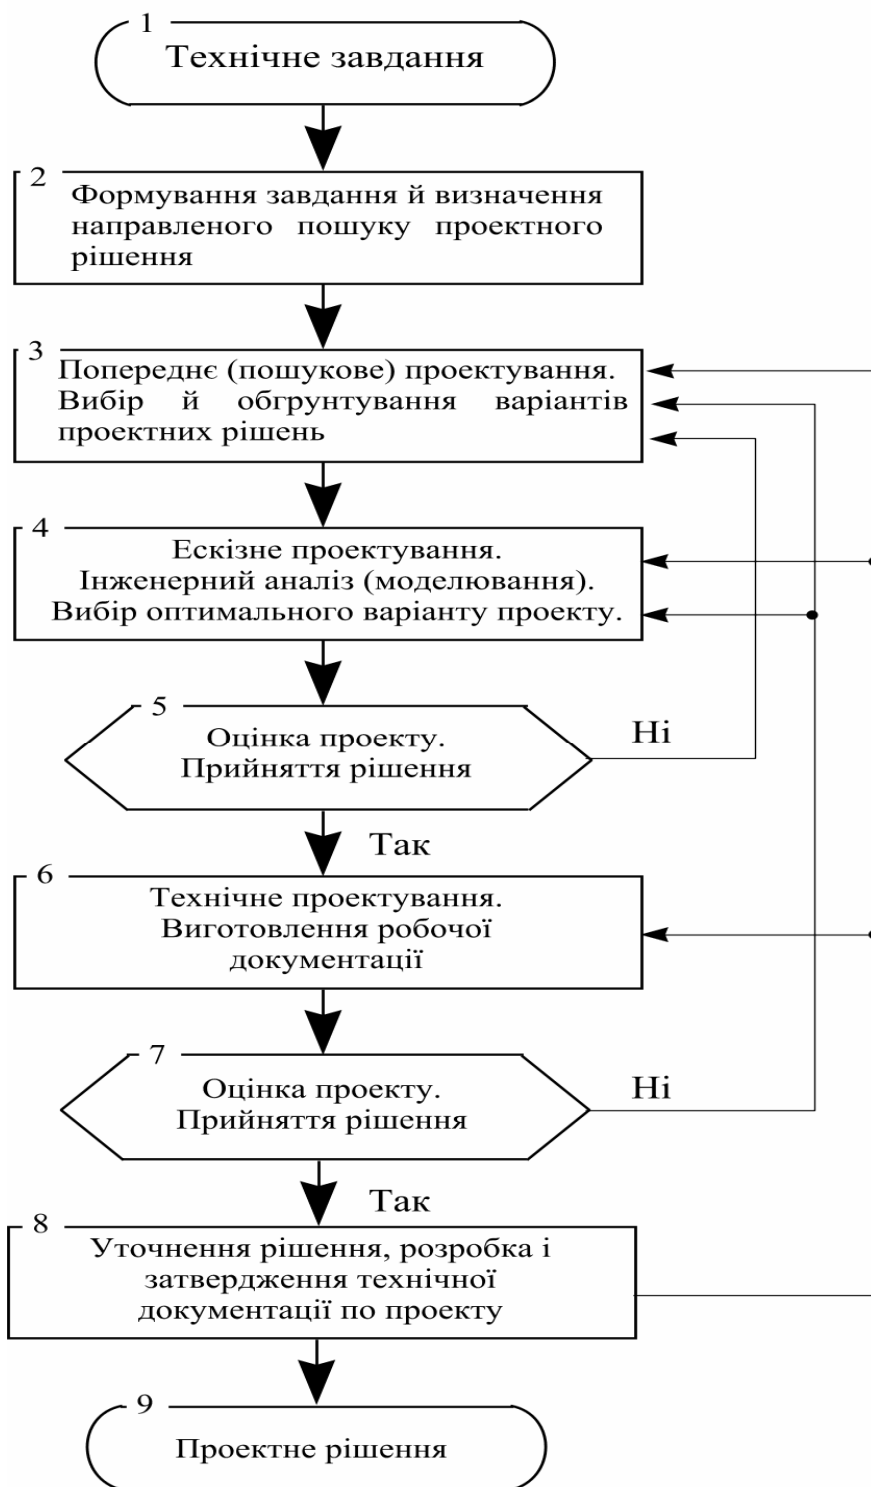 1
Технічне завдання
2
Формування завдання й визначення
направленого пошуку проектного
рішення
3
Попереднє (пошукове) проектування.
Вибір й обгрунтування варіантів
проектних рішень
4
Ескізне проектування.
Інженерний аналіз (моделювання).
Вибір оптимального варіанту проекту.
5
Оцінка проекту.
Прийняття рішення
Ні
Так
6
Технічне проектування.
Виготовлення робочої
документації
7
Оцінка проекту.
Прийняття рішення
Ні
Так
8
Уточнення рішення, розробка і
затвердження технічної
документації по проекту
9
Проектне рішення